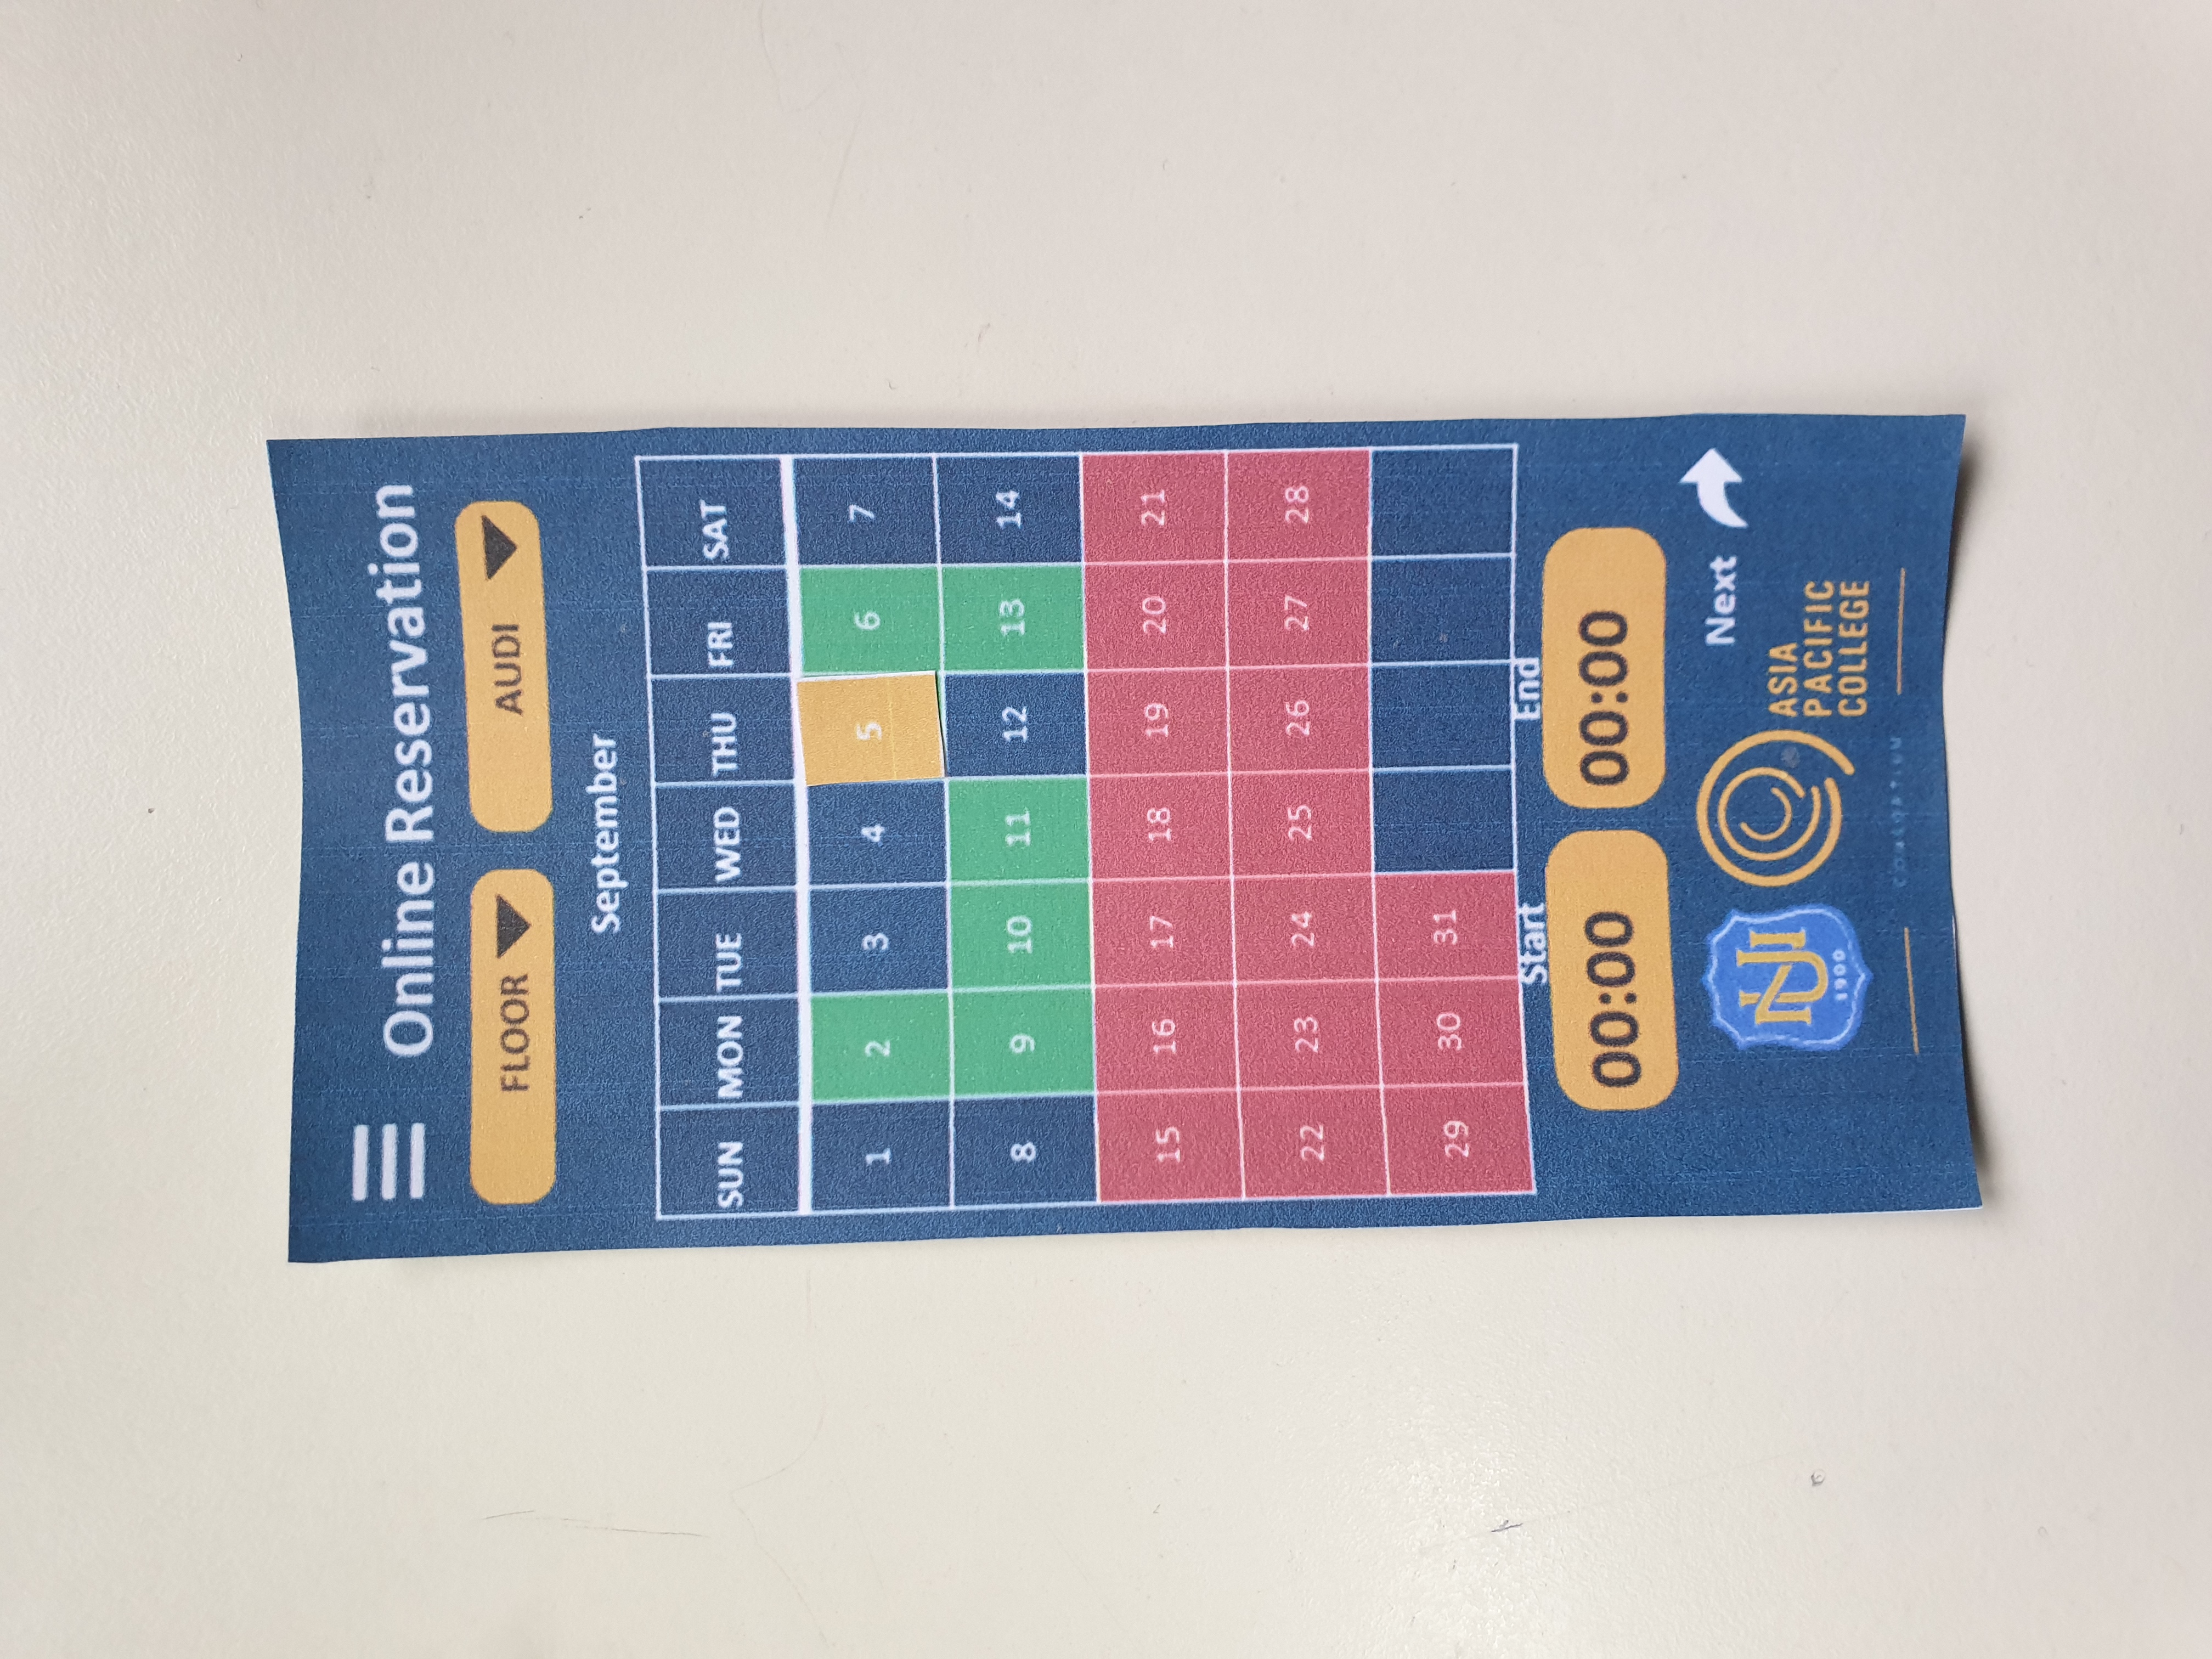 Online Reservation
FLOOR AUDI
September
SUN MON TUE WED THU FRI SAT
1 2 3 4 5 6 7
8 9 10 11 12 13 14
15 16 17 18 19 20 21
22 23 24 25 26 27 28
29 30 31
Start End
00:00 00:00
Next
NU
1900
ASIA
PACIFIC
COLLEGE
CONSORTIUM